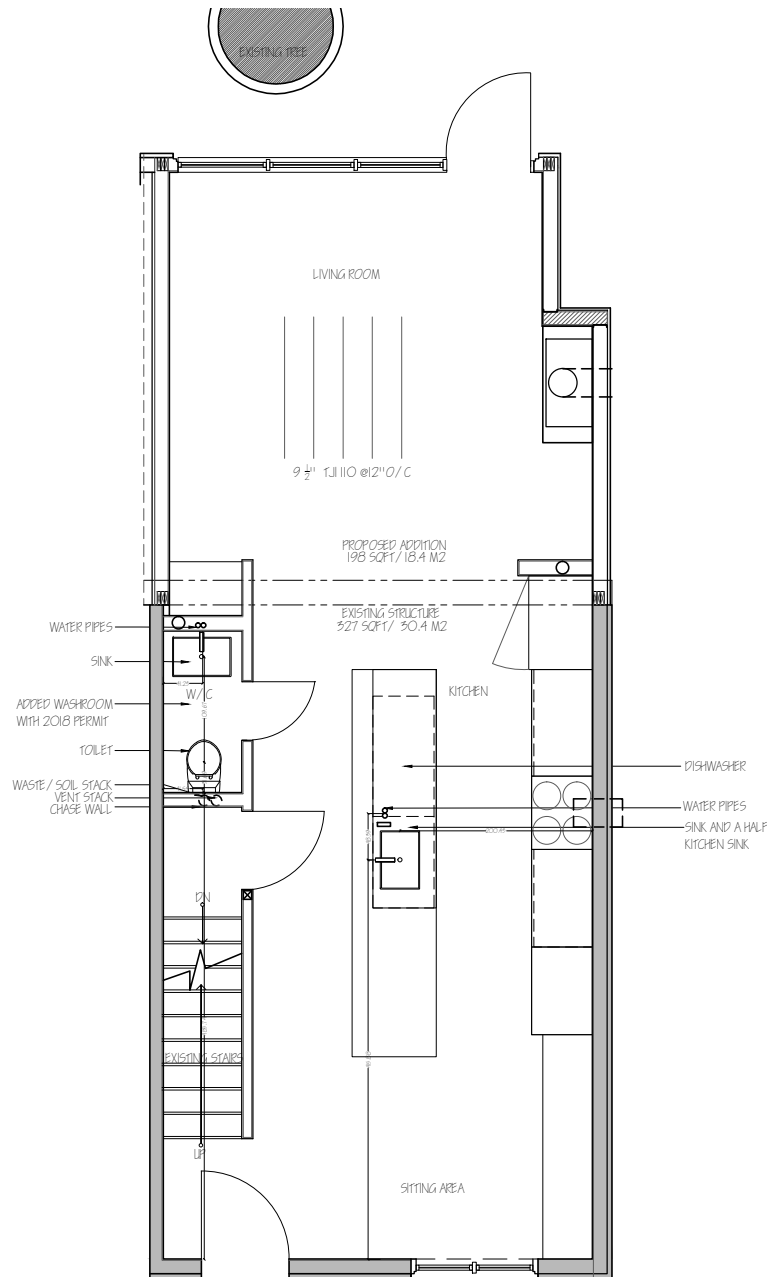 EXISTING TREE
LIVING ROOM
9 1/2" TJI 110 @12"O/C
PROPOSED ADDITION
198 SQFT/18.4 M2
EXISTING STRUCTURE
327 SQFT/ 30.4 M2
WATER PIPES
SINK
W/C
KITCHEN
ADDED WASHROOM
WITH 2018 PERMIT
TOILET
DISHWASHER
WASTE/ SOIL STACK
VENT STACK
CHASE WALL
WATER PIPES
SINK AND A HALF
KITCHEN SINK
DN
EXISTING STAIRS
UP
SITTING AREA